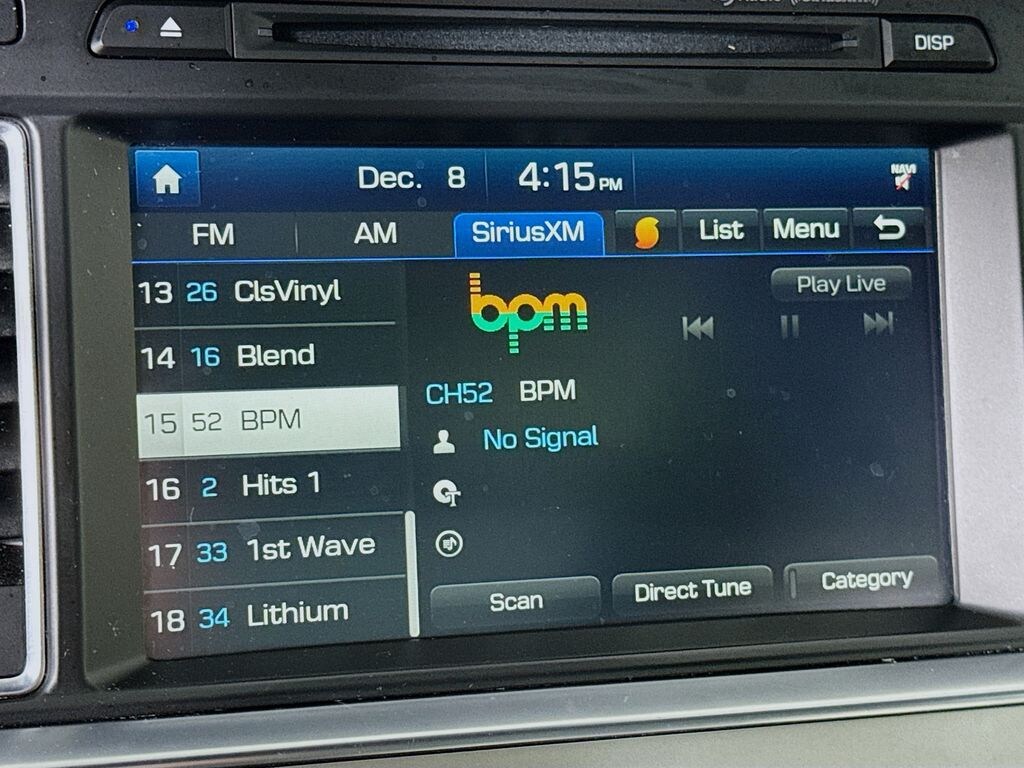 DISP
Dec. 8 4:15 PM NAVI
FM AM SiriusXM List Menu
13 26 ClsVinyl
14 16 Blend
15 52 BPM
16 2 Hits 1
17 33 1st Wave
18 34 Lithium
bpm
Play Live
CH52 BPM
No Signal
Scan Direct Tune Category